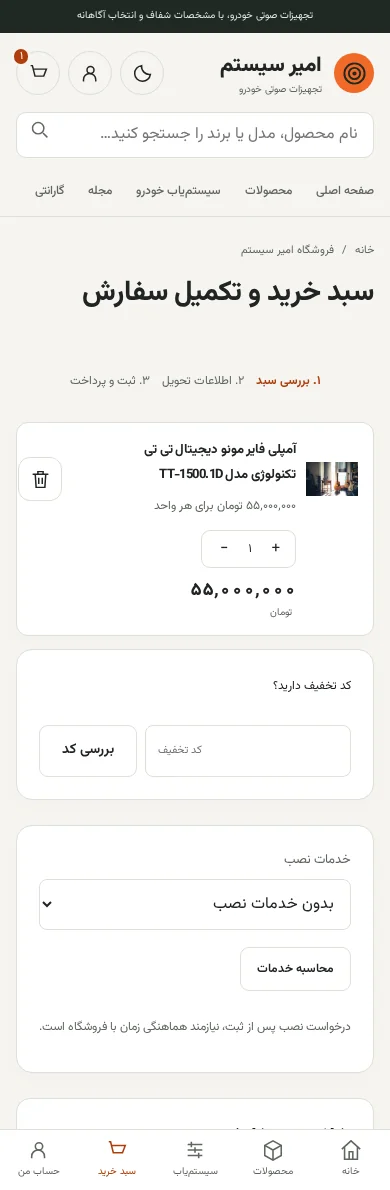 تجهیزات صوتی خودرو، با مشخصات شفاف و انتخاب آگاهانه
امیر سیستم
تجهیزات صوتی خودرو
۱
نام محصول، مدل یا برند را جستجو کنید...
صفحه اصلی محصولات سیستم‌یاب خودرو مجله گارانتی
خانه / فروشگاه امیر سیستم
سبد خرید و تکمیل سفارش
۱. بررسی سبد ۲. اطلاعات تحویل ۳. ثبت و پرداخت
آمپلی فایر مونو دیجیتال تی تی
تکنولوژی مدل TT-1500.1D
۵۵,۰۰۰,۰۰۰ تومان برای هر واحد
+ ۱ −
۵۵,۰۰۰,۰۰۰
تومان
کد تخفیف دارید؟
کد تخفیف
بررسی کد
خدمات نصب
بدون خدمات نصب
محاسبه خدمات
درخواست نصب پس از ثبت، نیازمند هماهنگی زمان با فروشگاه است.
خانه محصولات سیستم‌یاب سبد خرید حساب من